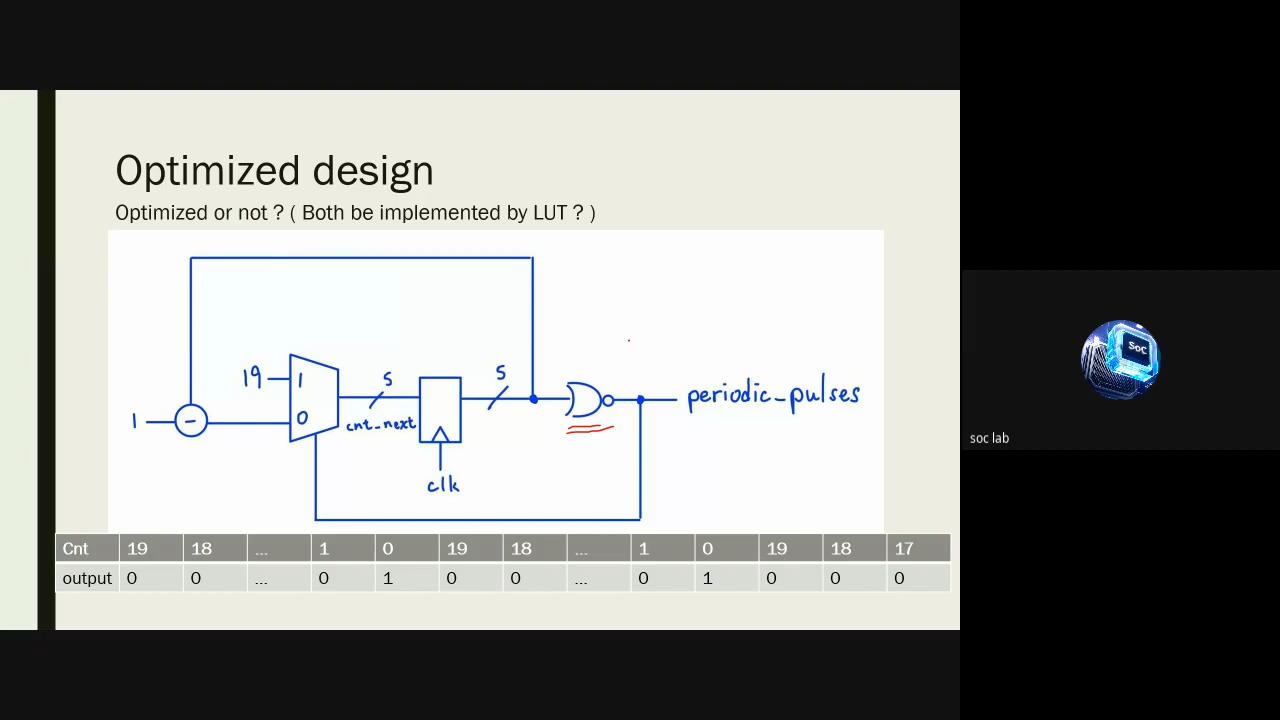 Optimized design
Optimized or not ? ( Both be implemented by LUT ? )
19
1
0
1
-
5
cnt_next
5
clk
periodic_pulses
Cnt 19 18 ... 1 0 19 18 ... 1 0 19 18 17
output 0 0 ... 0 1 0 0 ... 0 1 0 0 0
SoC
soc lab